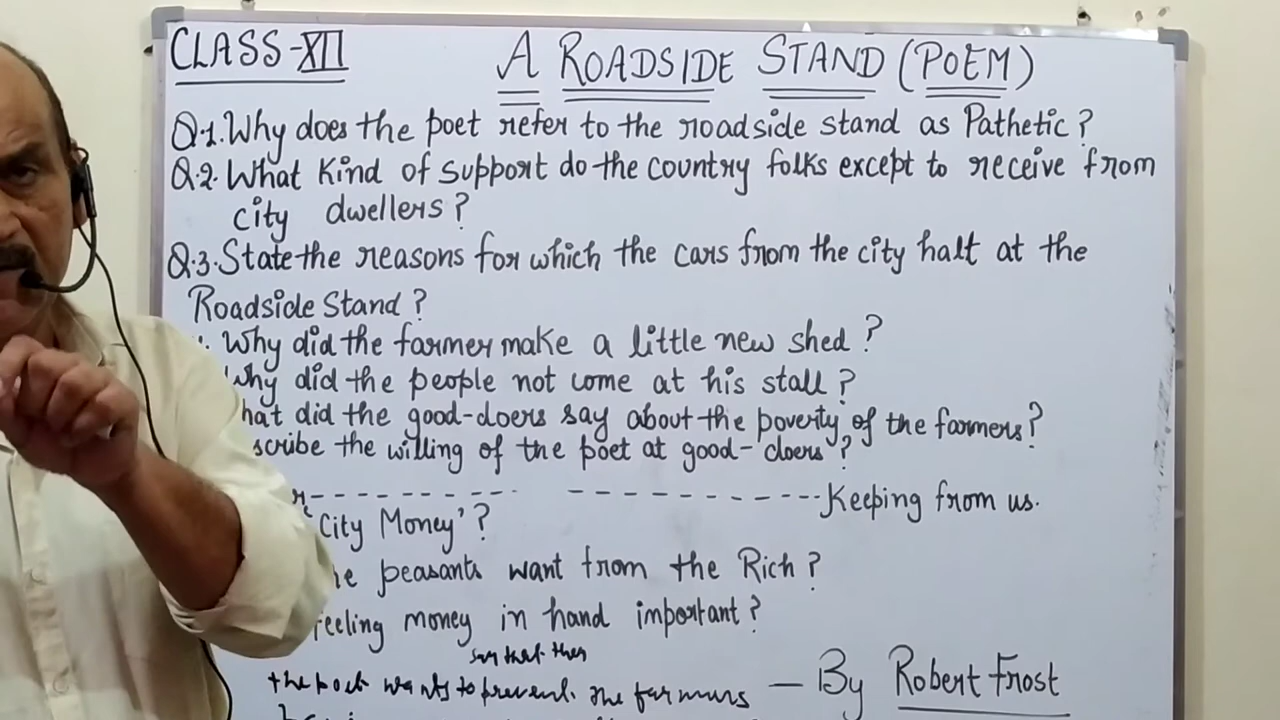 CLASS-XII
A ROADSIDE STAND (POEM)
Q.1. Why does the poet refer to the roadside stand as Pathetic?
Q.2. What Kind of support do the country folks except to receive from
city dwellers?
Q.3. State the reasons for which the cars from the city halt at the
Roadside Stand?
Why did the farmer make a little new shed?
Why did the people not come at his stall?
hat did the good-doers say about the poverty of the farmers?
scribe the willing of the poet at good-doers?
r- - - - - - - - - - - - - - - - - - - - - Keeping from us.
'City Money'?
he peasants want from the Rich?
feeling money in hand important?
say that they
the poet wants to prevent. the farmers
— By Robert Frost